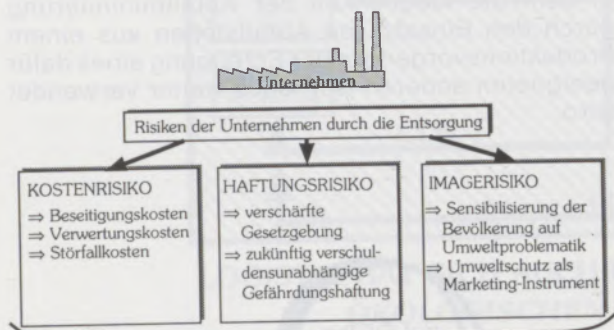 Unternehmen
Risiken der Unternehmen durch die Entsorgung
KOSTENRISIKO
⇒ Beseitigungskosten
⇒ Verwertungskosten
⇒ Störfallkosten
HAFTUNGSRISIKO
⇒ verschärfte
Gesetzgebung
⇒ zukünftig verschul-
densunabhängige
Gefährdungshaftung
IMAGERISIKO
⇒ Sensibilisierung der
Bevölkerung auf
Umweltproblematik
⇒ Umweltschutz als
Marketing-Instrument